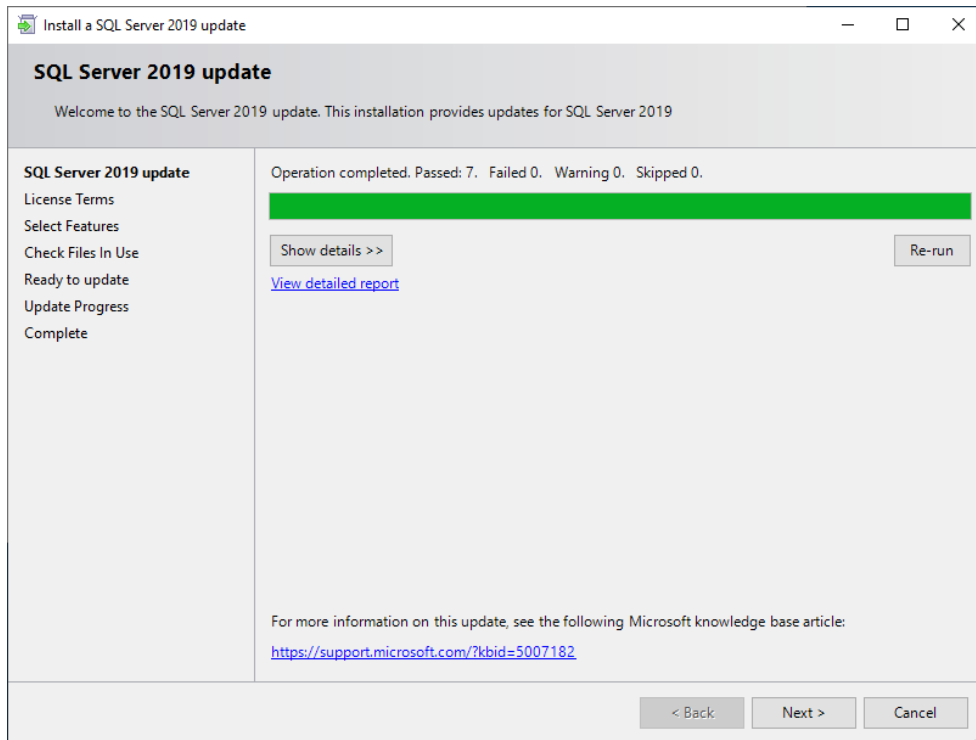 Install a SQL Server 2019 update
SQL Server 2019 update
Welcome to the SQL Server 2019 update. This installation provides updates for SQL Server 2019
SQL Server 2019 update
License Terms
Select Features
Check Files In Use
Ready to update
Update Progress
Complete
Operation completed. Passed: 7. Failed 0. Warning 0. Skipped 0.
Show details >>
Re-run
View detailed report
For more information on this update, see the following Microsoft knowledge base article:
https://support.microsoft.com/?kbid=5007182
< Back
Next >
Cancel